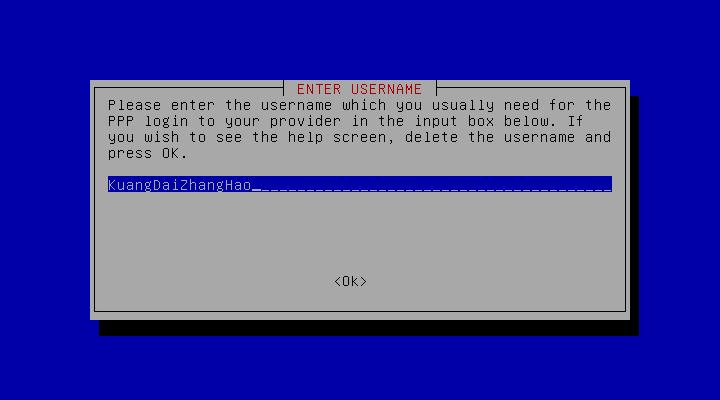 ENTER USERNAME
Please enter the username which you usually need for the
PPP login to your provider in the input box below. If
you wish to see the help screen, delete the username and
press OK.
KuangDaiZhangHao
<Ok>